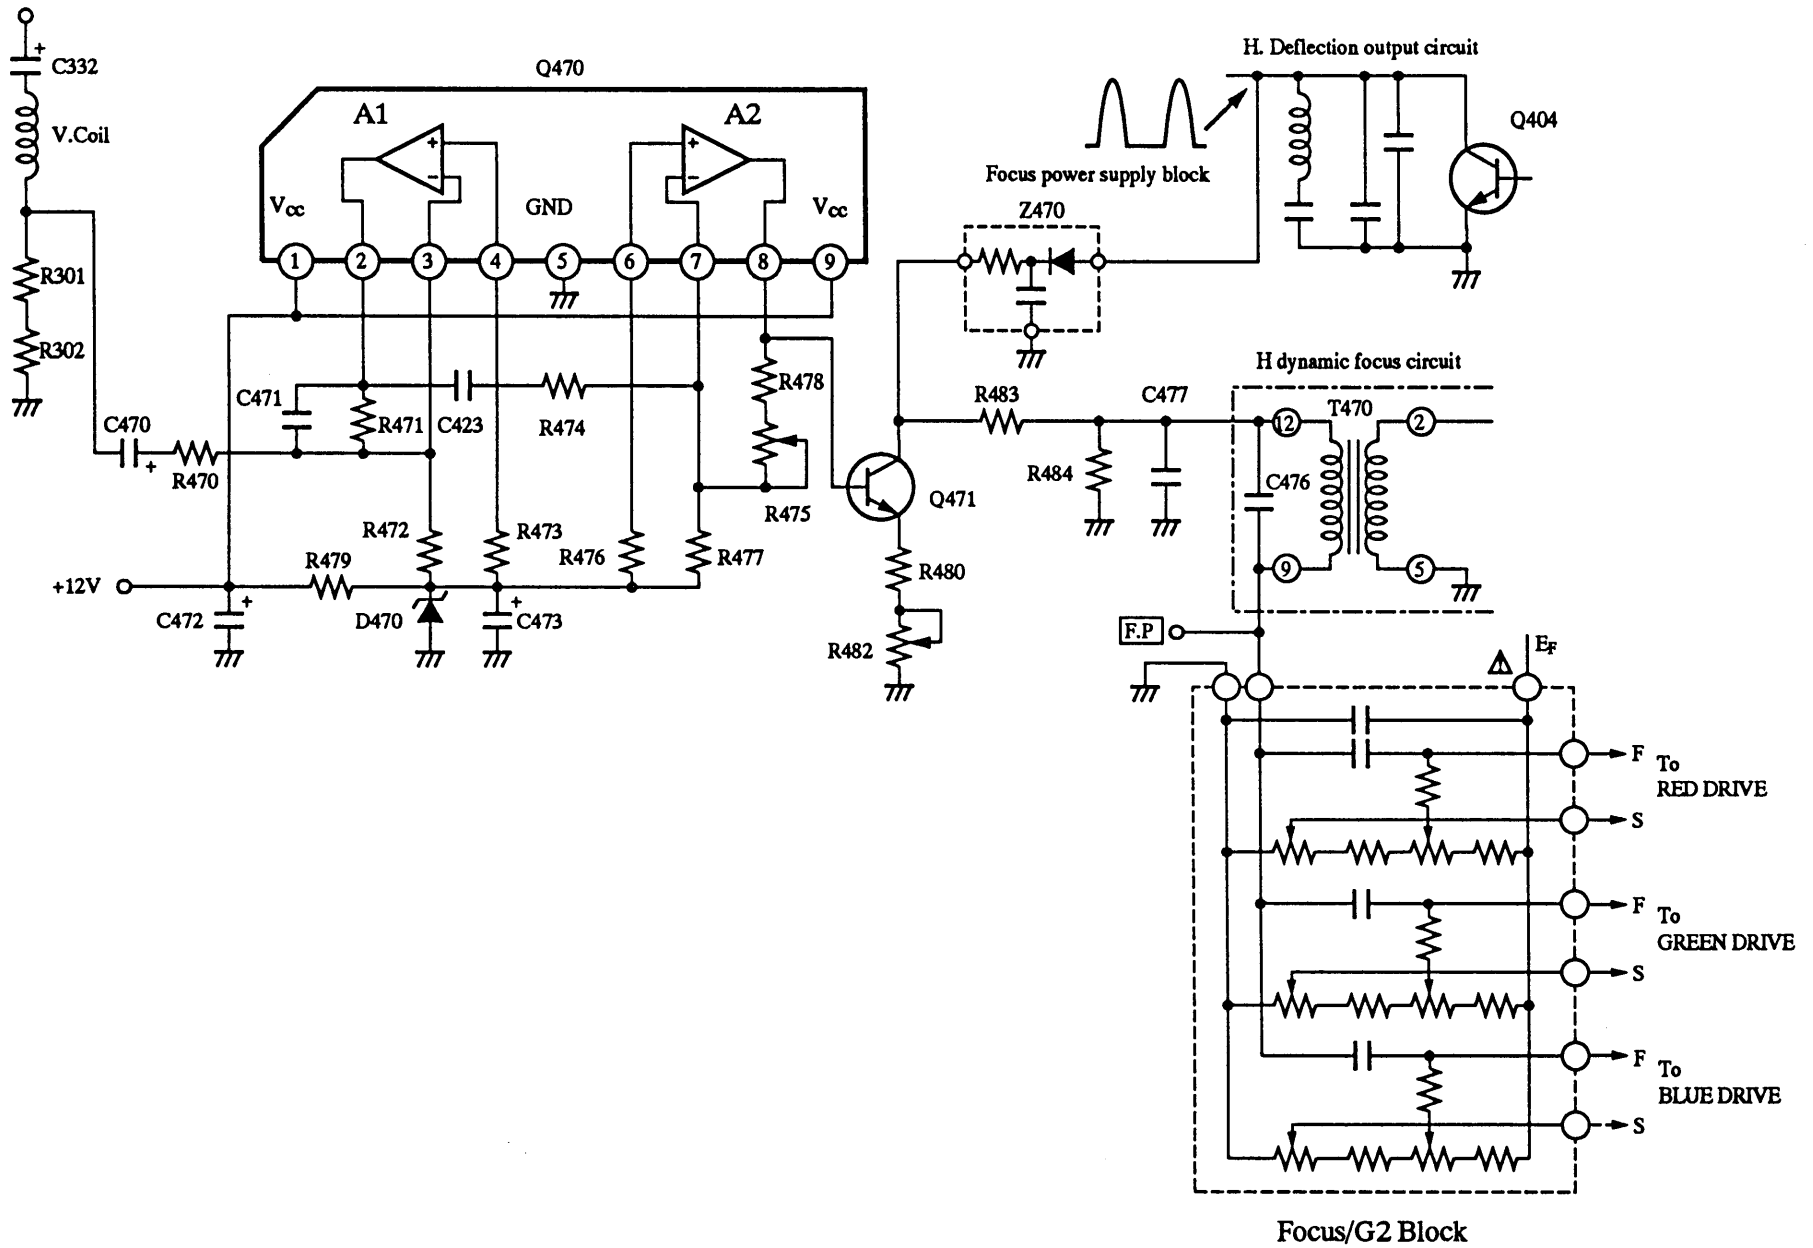 +
C332
V.Coil
R301
R302
Q470
A1
A2
+
-
+
-
Vcc
GND
Vcc
1
2
3
4
5
6
7
8
9
C470
+
R470
C471
R471
C423
R474
R478
R475
R472
R473
R476
R477
R479
+12V
C472
+
D470
+
C473
H. Deflection output circuit
Q404
Focus power supply block
Z470
H dynamic focus circuit
R483
C477
R484
12
T470
2
C476
9
5
Q471
R480
R482
F.P
EF
F
To
RED DRIVE
S
F
To
GREEN DRIVE
S
F
To
BLUE DRIVE
S
Focus/G2 Block